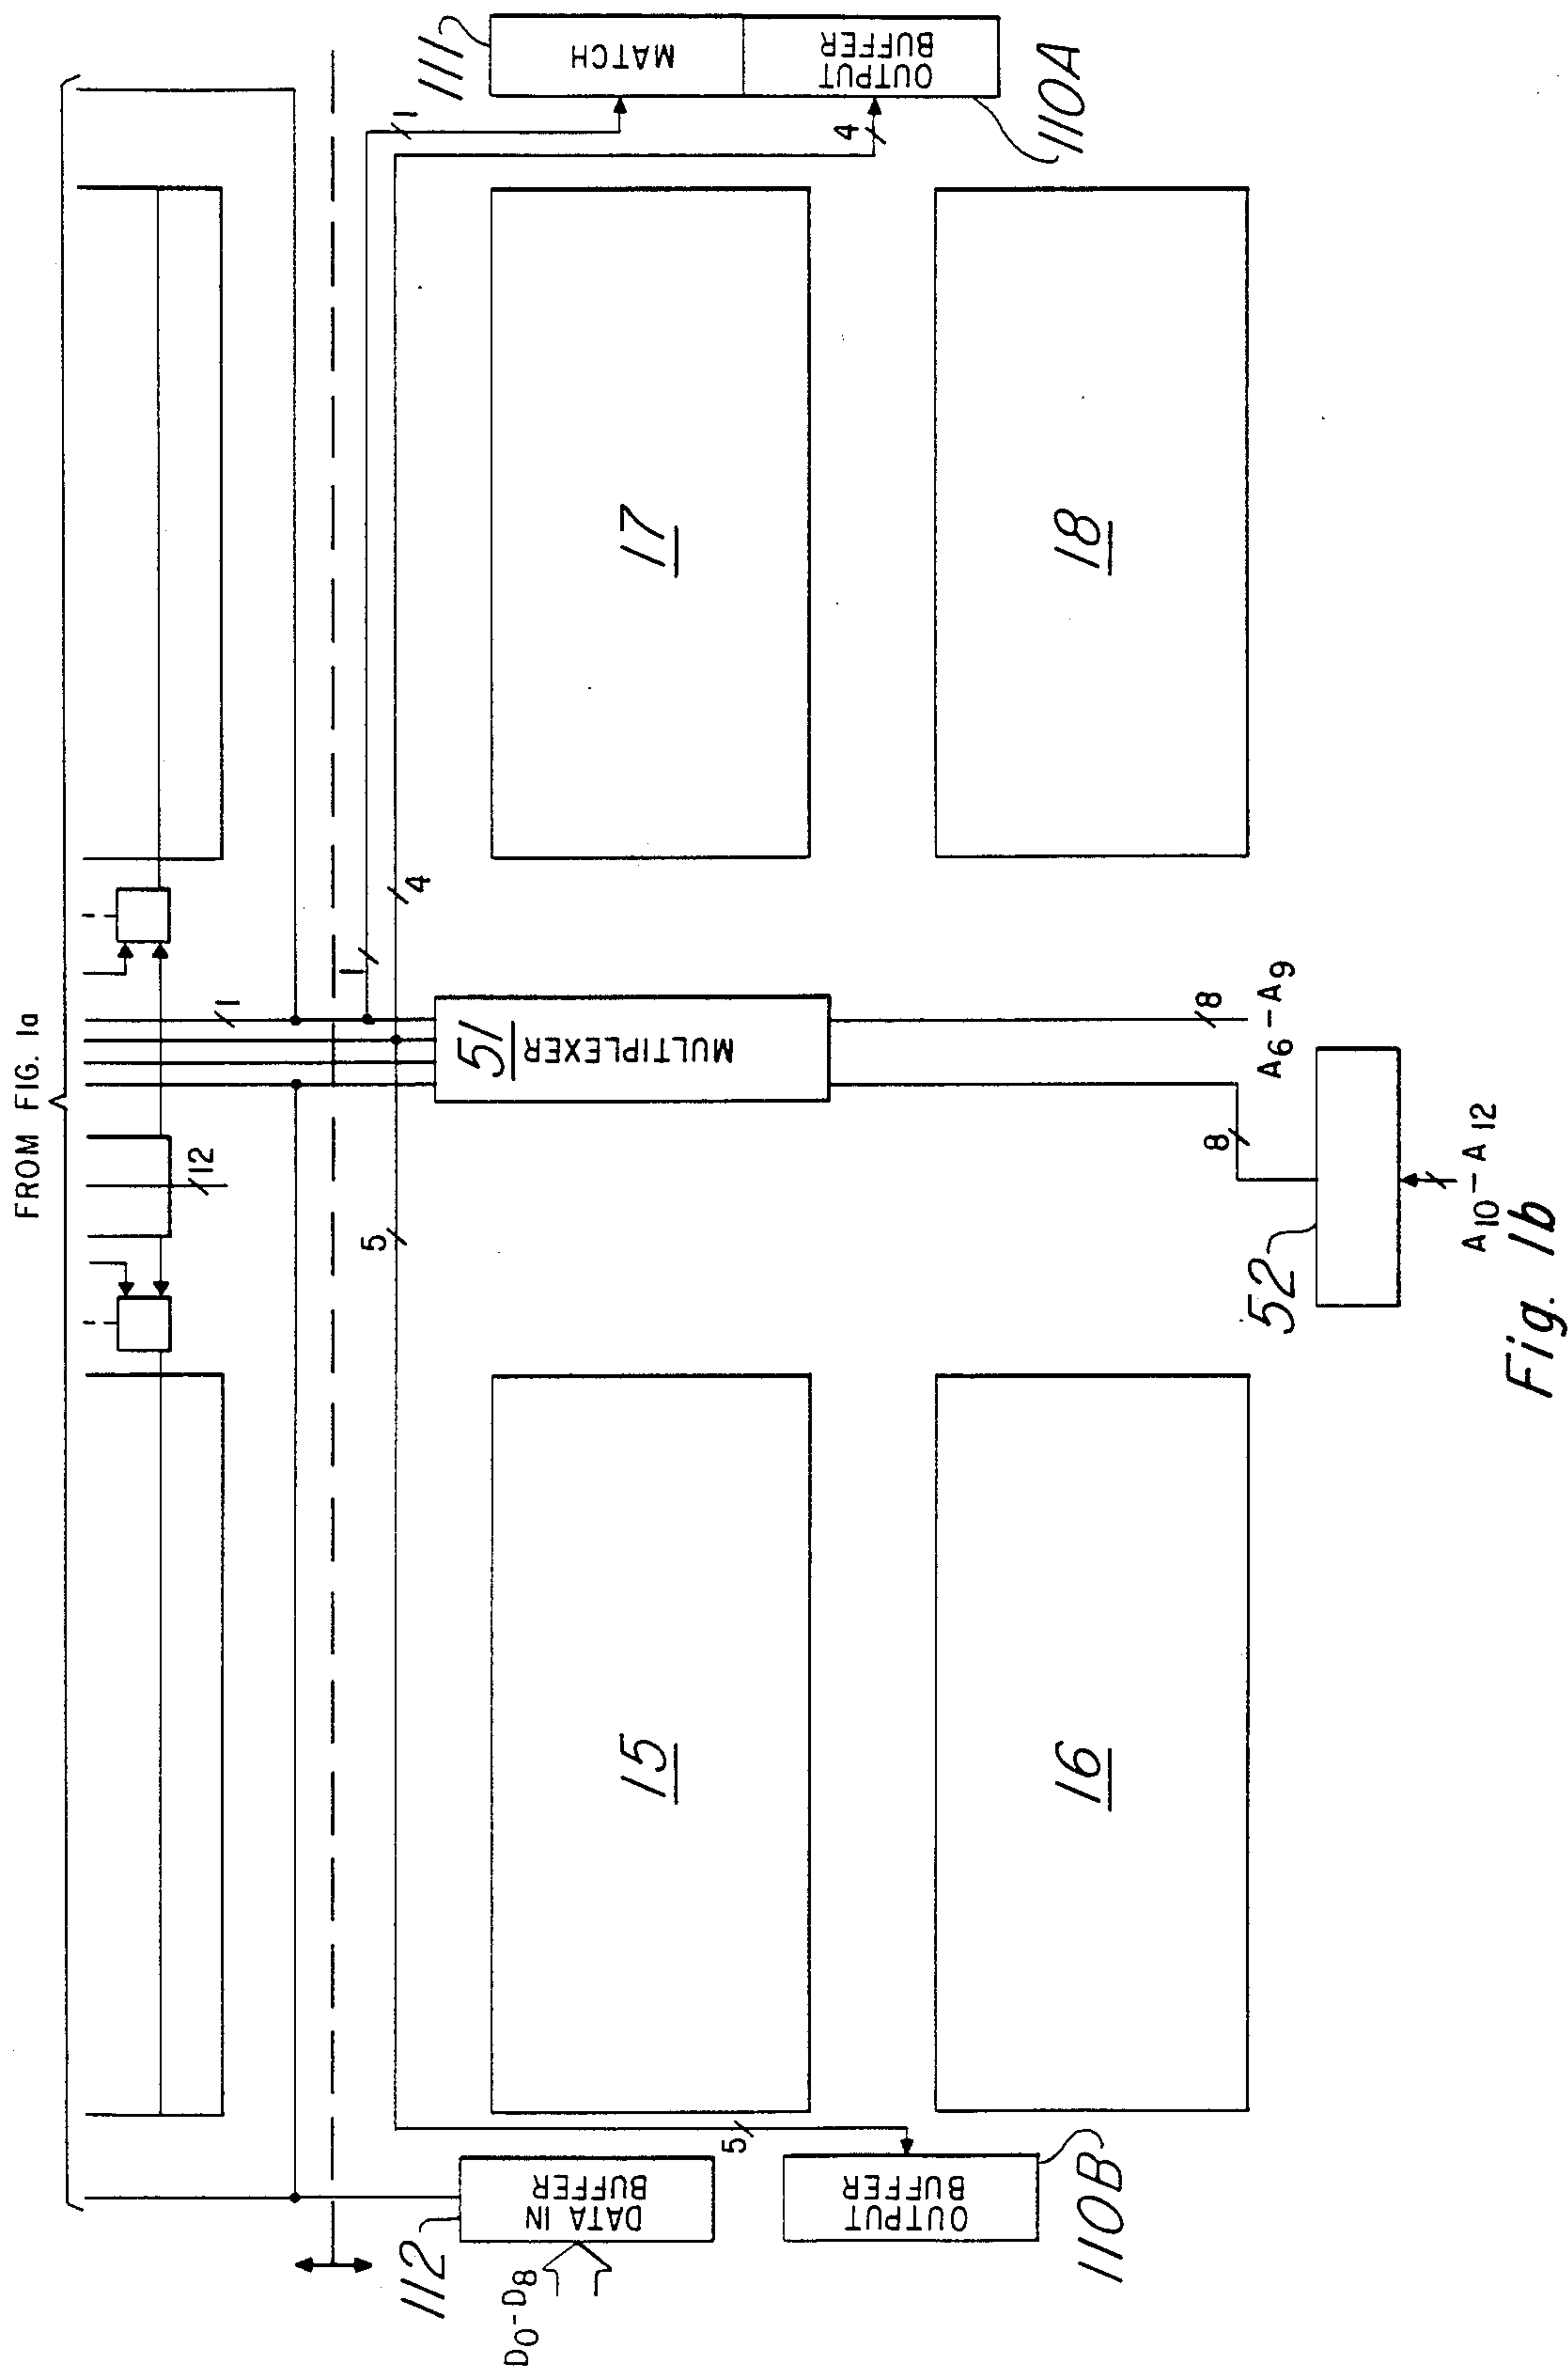 FROM FIG. 1a
111
MATCH
OUTPUT
BUFFER
110A
1
4
17
18
4
1
1
51
MULTIPLEXER
8
A6-A9
12
5
8
52
A10-A12
15
16
5
112
DATA IN
BUFFER
D0-D8
OUTPUT
BUFFER
110B
Fig. 1b